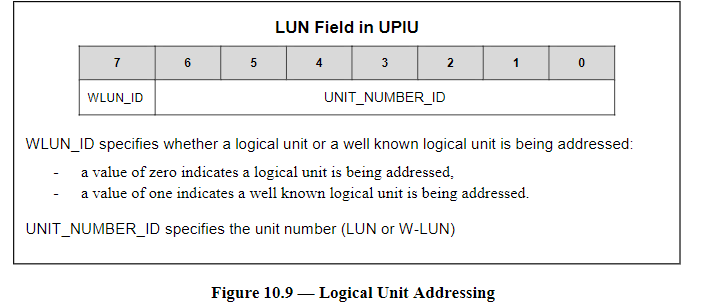 LUN Field in UPIU
7 6 5 4 3 2 1 0
WLUN_ID UNIT_NUMBER_ID
WLUN_ID specifies whether a logical unit or a well known logical unit is being addressed:
- a value of zero indicates a logical unit is being addressed,
- a value of one indicates a well known logical unit is being addressed.
UNIT_NUMBER_ID specifies the unit number (LUN or W-LUN)
Figure 10.9 — Logical Unit Addressing